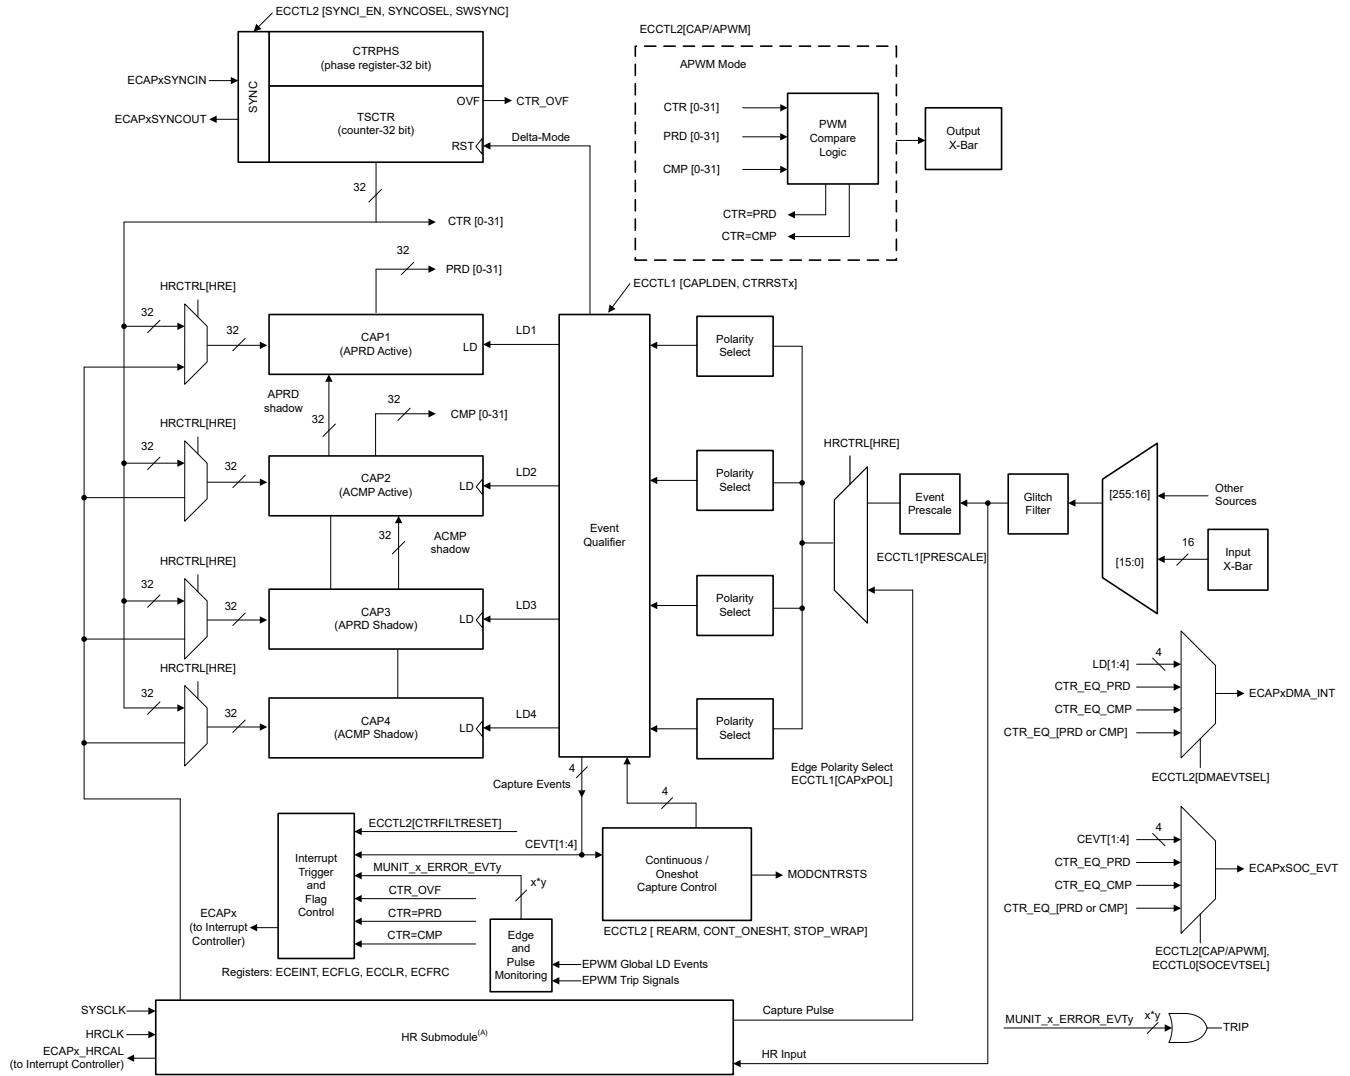 ECCTL2 [SYNCI_EN, SYNCOSEL, SWSYNC]
CTRPHS
(phase register-32 bit)
SYNC
ECAPxSYNCIN
ECAPxSYNCOUT
OVF
CTR_OVF
TSCTR
(counter-32 bit)
RST
Delta-Mode
ECCTL2[CAP/APWM]
APWM Mode
CTR [0-31]
PRD [0-31]
CMP [0-31]
PWM
Compare
Logic
Output
X-Bar
CTR=PRD
CTR=CMP
32
CTR [0-31]
32
PRD [0-31]
ECCTL1 [CAPLDEN, CTRRSTx]
HRCTRL[HRE]
32
32
CAP1
(APRD Active)
LD
LD1
Polarity
Select
APRD
shadow
32
32
CMP [0-31]
HRCTRL[HRE]
32
32
CAP2
(ACMP Active)
LD
LD2
Polarity
Select
Event
Qualifier
32
ACMP
shadow
HRCTRL[HRE]
Event
Prescale
ECCTL1[PRESCALE]
Glitch
Filter
[255:16]
[15:0]
Other
Sources
16
Input
X-Bar
HRCTRL[HRE]
32
32
CAP3
(APRD Shadow)
LD
LD3
Polarity
Select
HRCTRL[HRE]
32
32
CAP4
(ACMP Shadow)
LD
LD4
Polarity
Select
LD[1:4]
4
CTR_EQ_PRD
CTR_EQ_CMP
CTR_EQ_[PRD or CMP]
ECAPxDMA_INT
ECCTL2[DMAEVTSEL]
Edge Polarity Select
ECCTL1[CAPxPOL]
4
Capture Events
4
ECCTL2[CTRFILTRESET]
CEVT[1:4]
MUNIT_x_ERROR_EVTy
CTR_OVF
CTR=PRD
CTR=CMP
x*y
Interrupt
Trigger
and
Flag
Control
ECAPx
(to Interrupt
Controller)
Registers: ECEINT, ECFLG, ECCLR, ECFRC
Continuous /
Oneshot
Capture Control
MODCNTRSTS
ECCTL2 [ REARM, CONT_ONESHT, STOP_WRAP]
Edge
and
Pulse
Monitoring
EPWM Global LD Events
EPWM Trip Signals
CEVT[1:4]
4
CTR_EQ_PRD
CTR_EQ_CMP
CTR_EQ_[PRD or CMP]
ECAPxSOC_EVT
ECCTL2[CAP/APWM],
ECCTL0[SOCEVTSEL]
SYSCLK
HRCLK
ECAPx_HRCAL
(to Interrupt Controller)
HR Submodule(A)
Capture Pulse
HR Input
MUNIT_x_ERROR_EVTy
x*y
TRIP